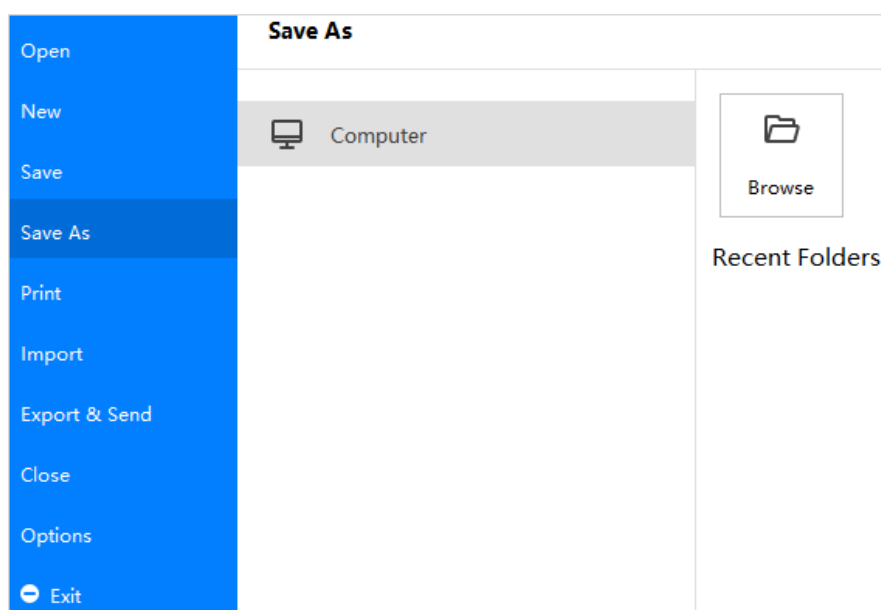 Open
New
Save
Save As
Print
Import
Export & Send
Close
Options
Exit
Save As
Computer
Browse
Recent Folders